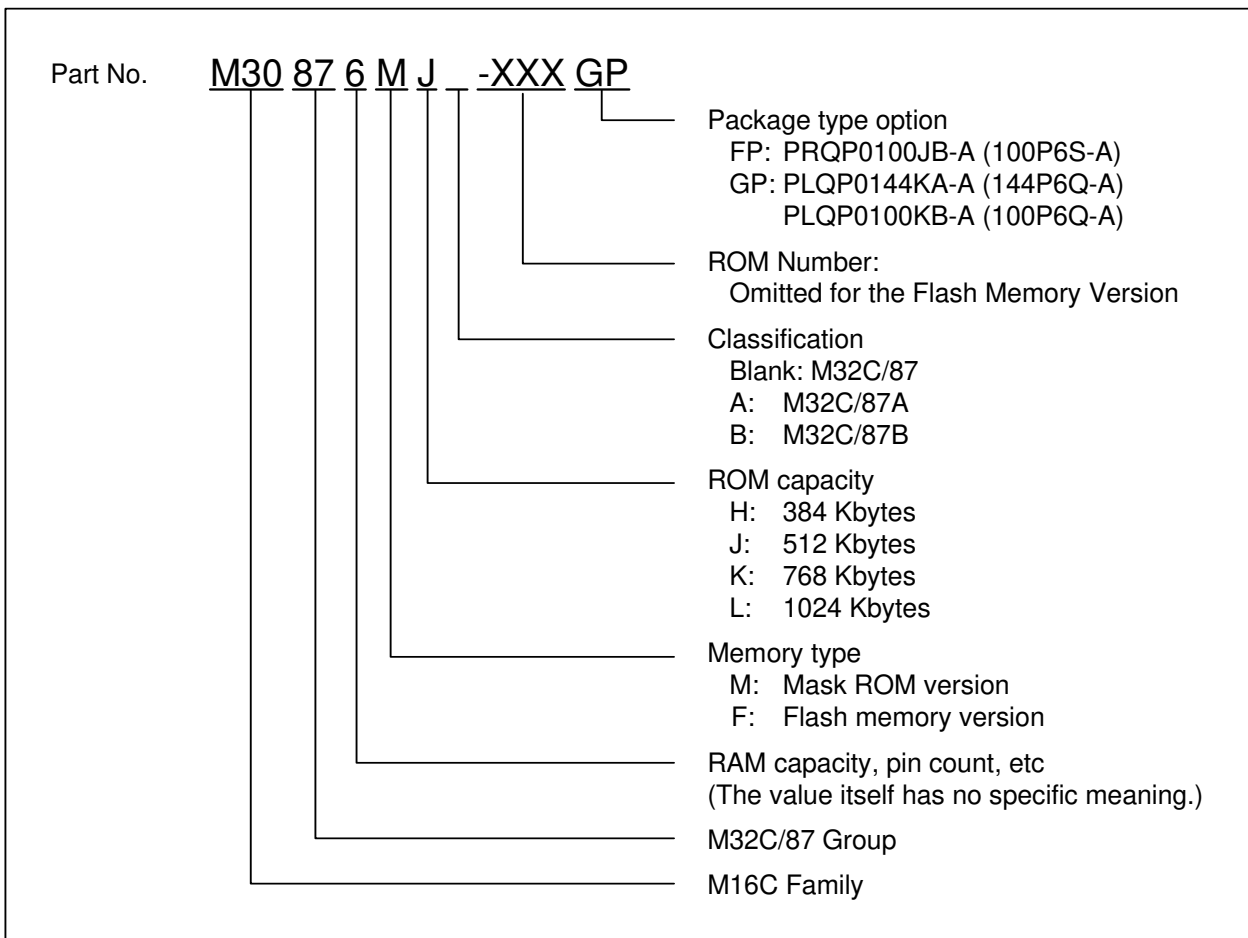 Part No. M30 87 6 M J _ -XXX GP
Package type option
FP: PRQP0100JB-A (100P6S-A)
GP: PLQP0144KA-A (144P6Q-A)
PLQP0100KB-A (100P6Q-A)
ROM Number:
Omitted for the Flash Memory Version
Classification
Blank: M32C/87
A: M32C/87A
B: M32C/87B
ROM capacity
H: 384 Kbytes
J: 512 Kbytes
K: 768 Kbytes
L: 1024 Kbytes
Memory type
M: Mask ROM version
F: Flash memory version
RAM capacity, pin count, etc
(The value itself has no specific meaning.)
M32C/87 Group
M16C Family